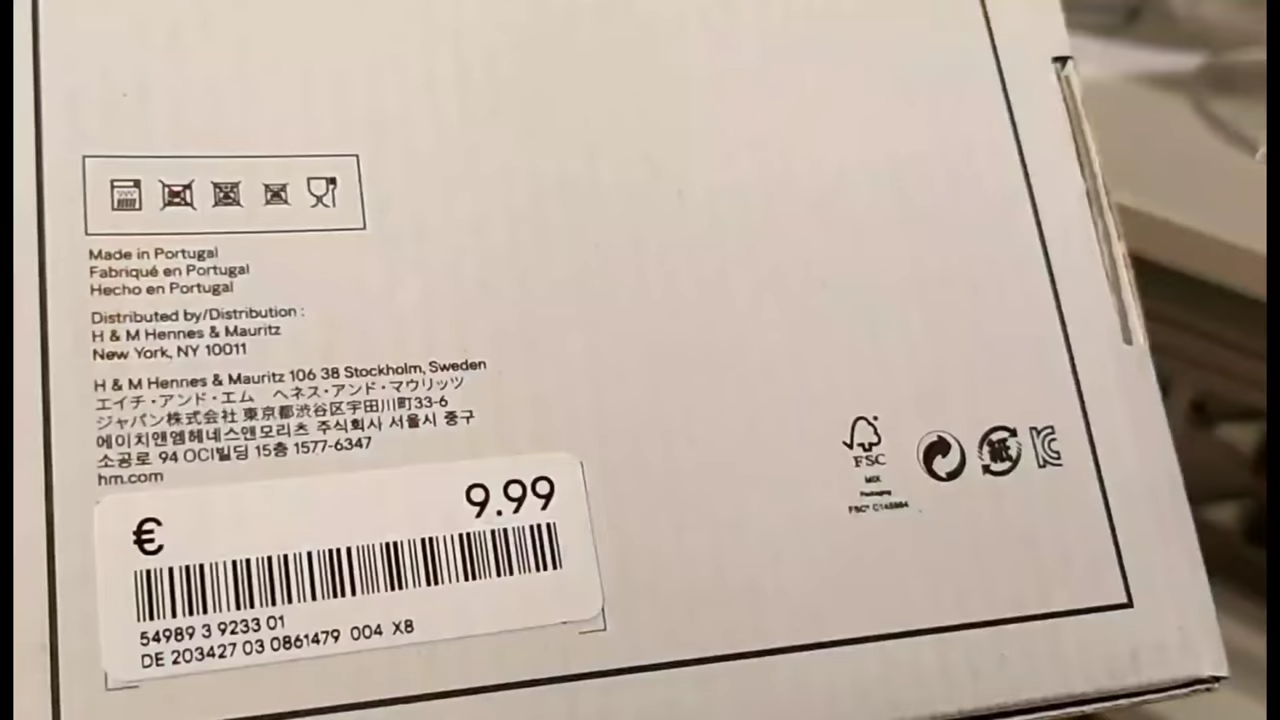 Made in Portugal
Fabriqué en Portugal
Hecho en Portugal
Distributed by/Distribution :
H & M Hennes & Mauritz
New York, NY 10011
H & M Hennes & Mauritz 106 38 Stockholm, Sweden
エイチ・アンド・エム ヘネス・アンド・マウリッツ
ジャパン株式会社 東京都渋谷区宇田川町33-6
에이치앤엠헤네스앤모리츠 주식회사 서울시 중구
소공로 94 OCI빌딩 15층 1577-6347
hm.com
€ 9.99
54989 3 9233 01
DE 203427 03 0861479 004 X8
FSC
MIX
Packaging